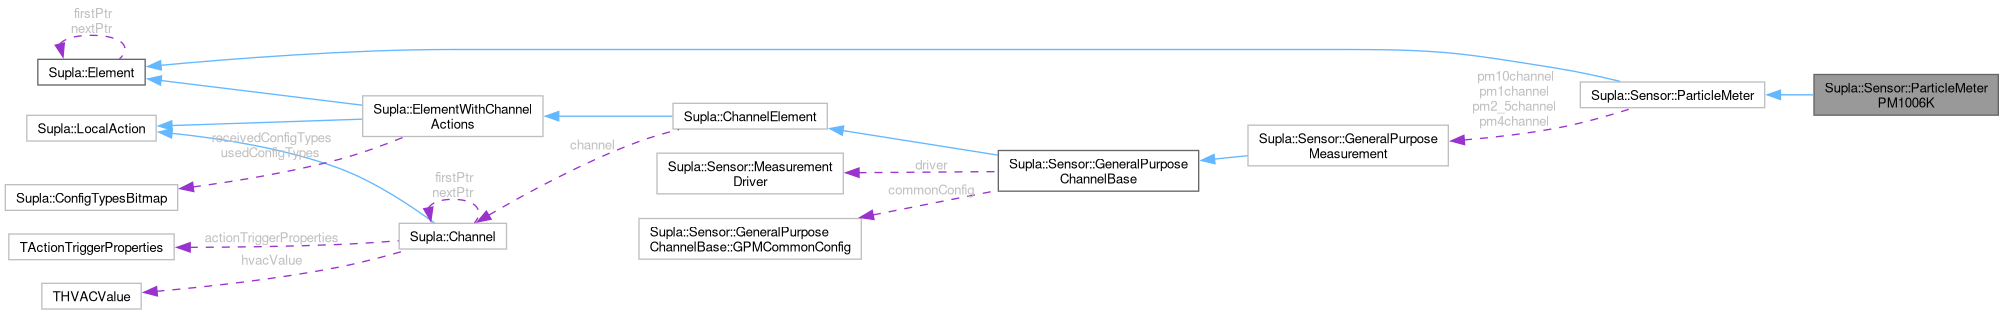 firstPtr
nextPtr
Supla::Element
Supla::LocalAction
receivedConfigTypes
usedConfigTypes
Supla::ConfigTypesBitmap
TActionTriggerProperties
THVACValue
actionTriggerProperties
hvacValue
Supla::ElementWithChannel
Actions
firstPtr
nextPtr
Supla::Channel
channel
Supla::ChannelElement
Supla::Sensor::Measurement
Driver
Supla::Sensor::GeneralPurpose
ChannelBase::GPMCommonConfig
driver
commonConfig
Supla::Sensor::GeneralPurpose
ChannelBase
Supla::Sensor::GeneralPurpose
Measurement
pm10channel
pm1channel
pm2_5channel
pm4channel
Supla::Sensor::ParticleMeter
Supla::Sensor::ParticleMeter
PM1006K